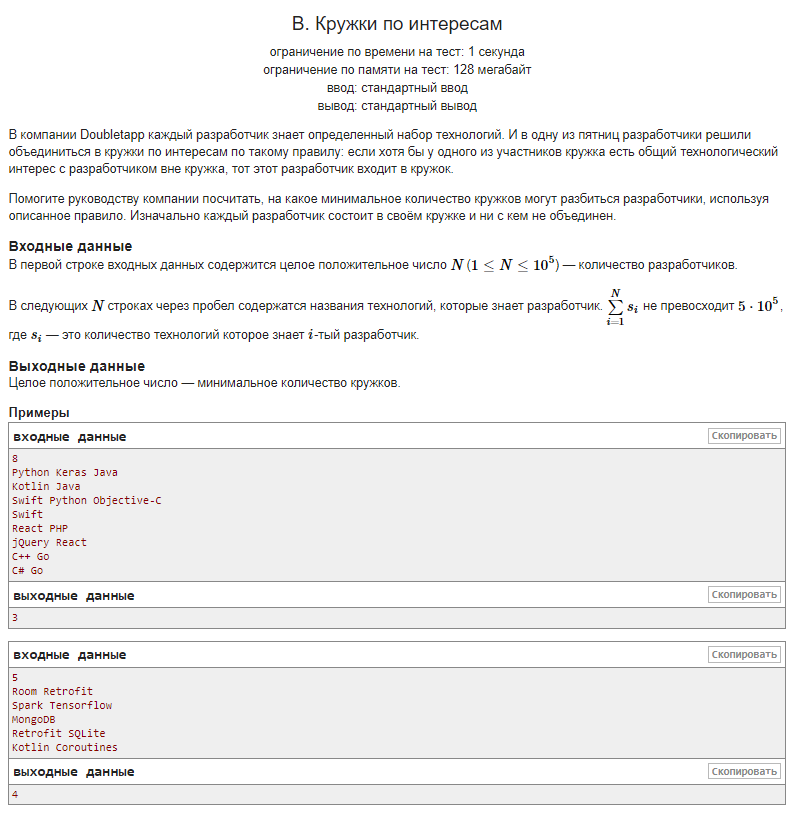 В. Кружки по интересам
ограничение по времени на тест: 1 секунда
ограничение по памяти на тест: 128 мегабайт
ввод: стандартный ввод
вывод: стандартный вывод
В компании Doubletapp каждый разработчик знает определенный набор технологий. И в одну из пятниц разработчики решили
объединиться в кружки по интересам по такому правилу: если хотя бы у одного из участников кружка есть общий технологический
интерес с разработчиком вне кружка, тот этот разработчик входит в кружок.
Помогите руководству компании посчитать, на какое минимальное количество кружков могут разбиться разработчики, используя
описанное правило. Изначально каждый разработчик состоит в своём кружке и ни с кем не объединен.
Входные данные
В первой строке входных данных содержится целое положительное число N (1 ≤ N ≤ 10^5) — количество разработчиков.
В следующих N строках через пробел содержатся названия технологий, которые знает разработчик. \sum_{i=1}^{N} s_i не превосходит 5 · 10^5,
где s_i — это количество технологий которое знает i-тый разработчик.
Выходные данные
Целое положительное число — минимальное количество кружков.
Примеры
входные данные Скопировать
8
Python Keras Java
Kotlin Java
Swift Python Objective-C
Swift
React PHP
jQuery React
C++ Go
C# Go
выходные данные Скопировать
3
входные данные Скопировать
5
Room Retrofit
Spark Tensorflow
MongoDB
Retrofit SQLite
Kotlin Coroutines
выходные данные Скопировать
4